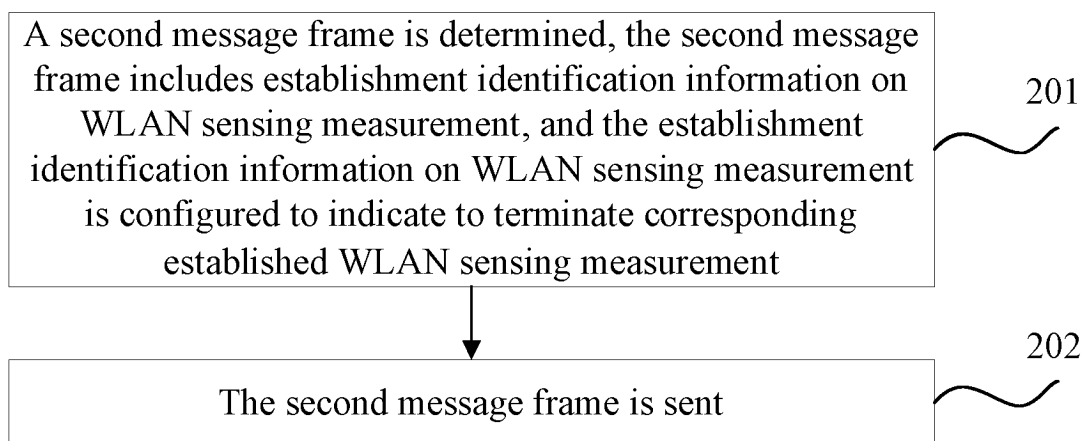 A second message frame is determined, the second message
frame includes establishment identification information on
WLAN sensing measurement, and the establishment
identification information on WLAN sensing measurement
is configured to indicate to terminate corresponding
established WLAN sensing measurement
201
The second message frame is sent
202